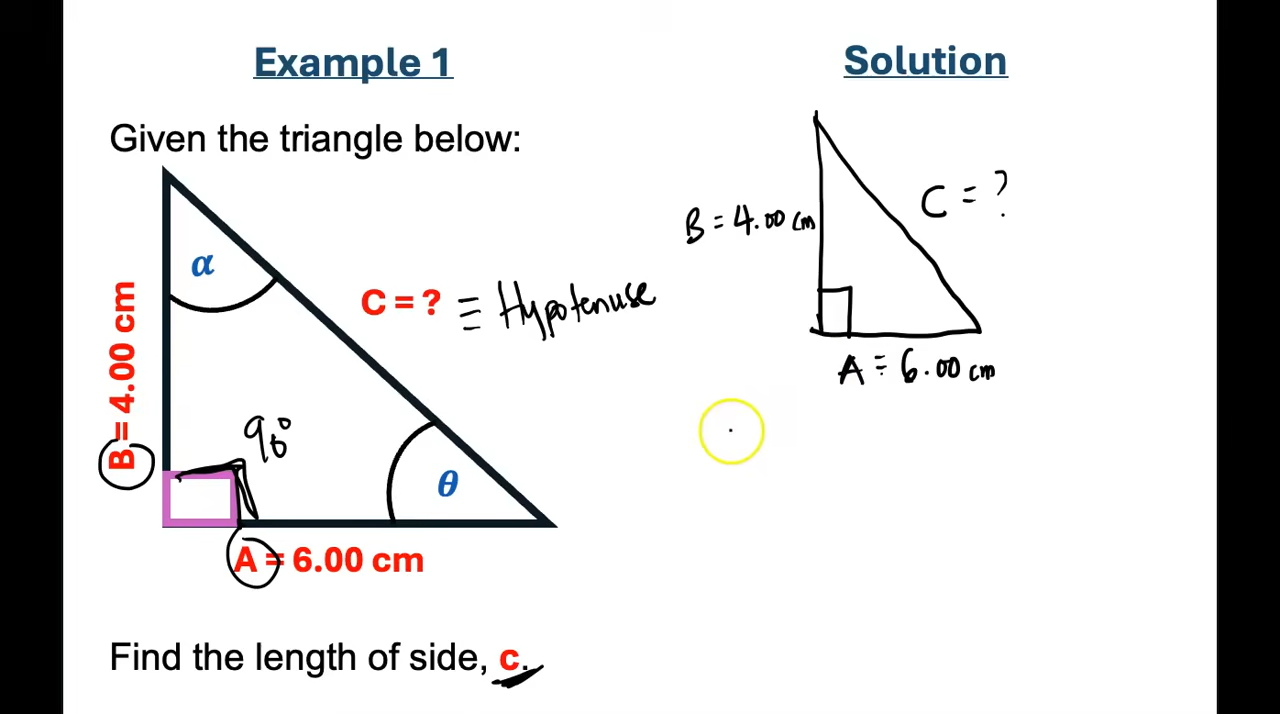 Example 1
Given the triangle below:
α
B = 4.00 cm
C = ? ≡ Hypotenuse
90°
θ
A = 6.00 cm
Find the length of side, c.
Solution
B = 4.00 cm
C = ?
A = 6.00 cm